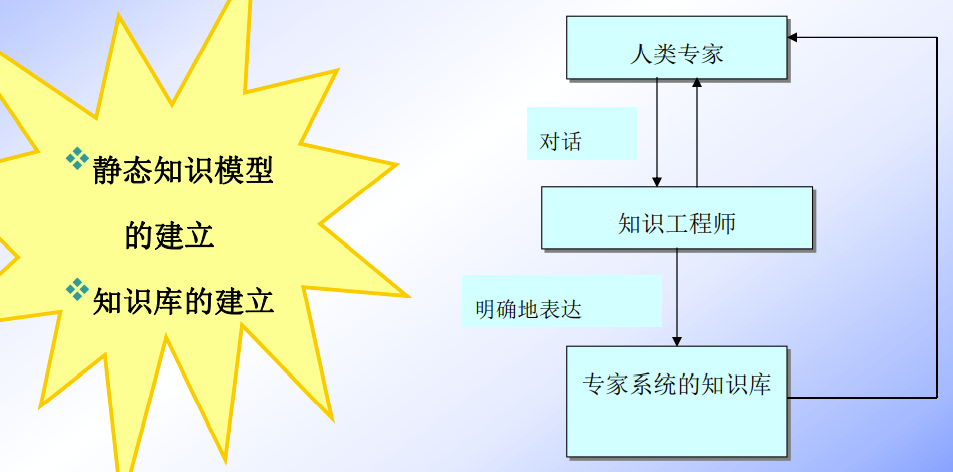 静态知识模型
的建立
知识库的建立
人类专家
对话
知识工程师
明确地表达
专家系统的知识库